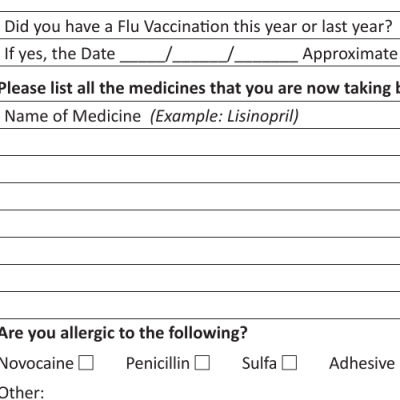 Did you have a Flu Vaccination this year or last year?
If yes, the Date _____/______/_______ Approximate
Please list all the medicines that you are now taking
Name of Medicine (Example: Lisinopril)
Are you allergic to the following?
Novocaine □ Penicillin □ Sulfa □ Adhesive
Other: